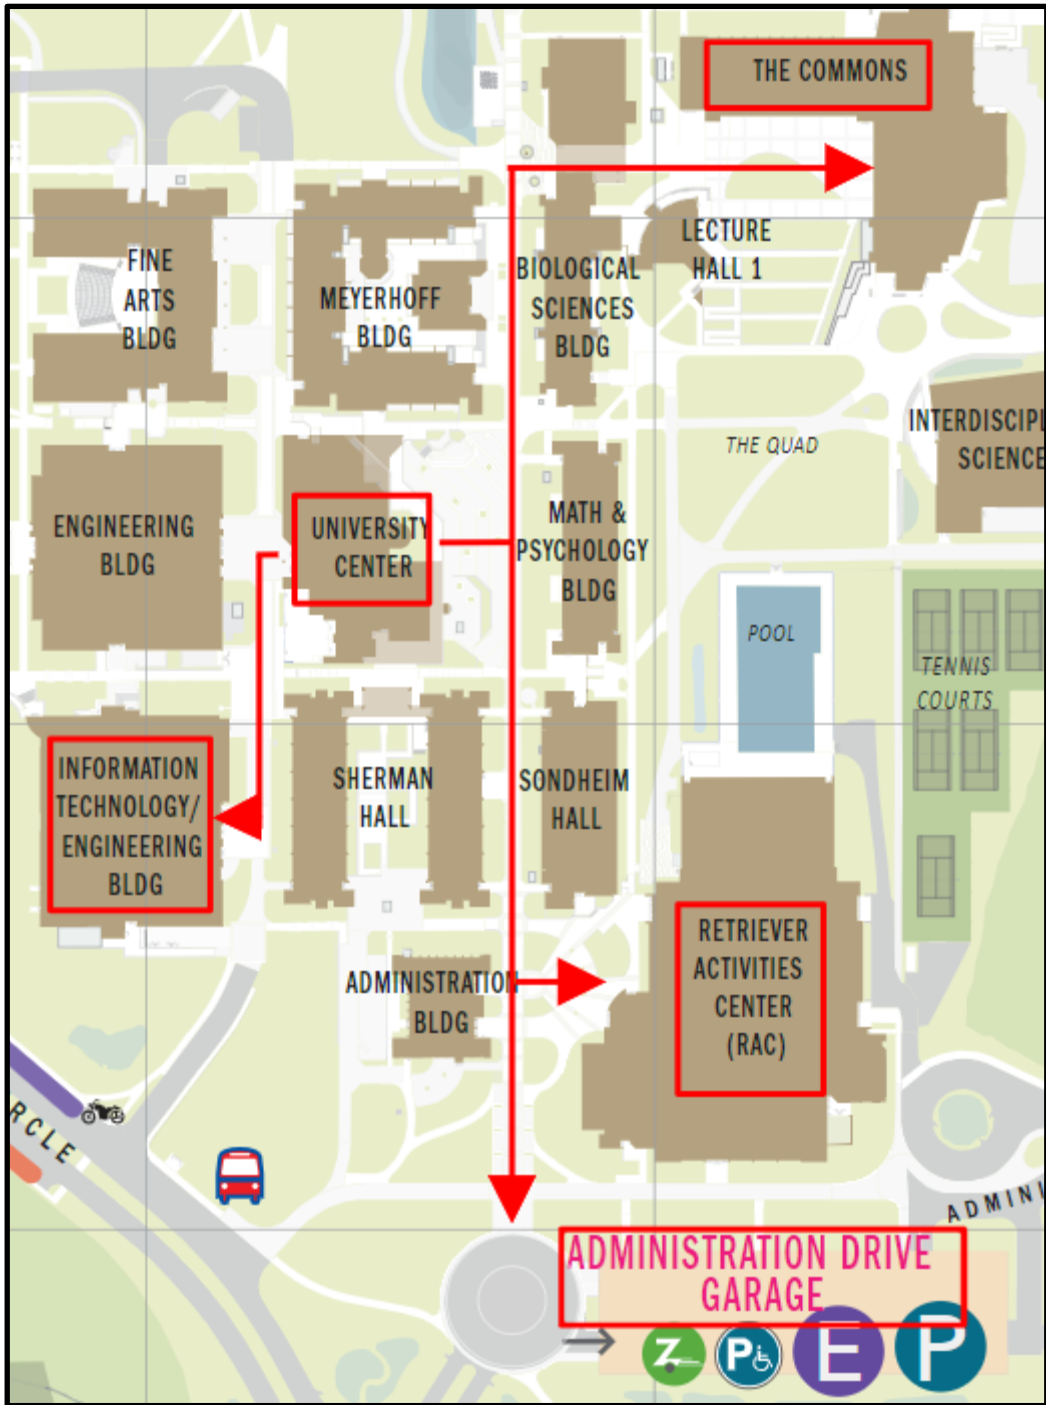 THE COMMONS
LECTURE
HALL 1
FINE
ARTS
BLDG
MEYERHOFF
BLDG
BIOLOGICAL
SCIENCES
BLDG
INTERDISCIPL
SCIENCE
THE QUAD
ENGINEERING
BLDG
UNIVERSITY
CENTER
MATH &
PSYCHOLOGY
BLDG
POOL
TENNIS
COURTS
INFORMATION
TECHNOLOGY/
ENGINEERING
BLDG
SHERMAN
HALL
SONDHEIM
HALL
RETRIEVER
ACTIVITIES
CENTER
(RAC)
ADMINISTRATION
BLDG
RCLE
ADMINI
ADMINISTRATION DRIVE
GARAGE
Z P E P